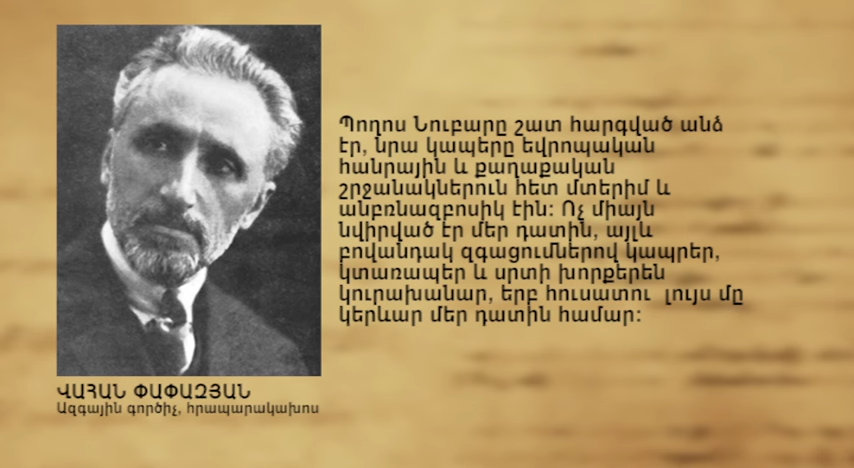 Պողոս Նուբարը շատ հարգված անձ
էր, նրա կապերը եվրոպական
հանրային և քաղաքական
շրջանակներուն հետ մտերիմ և
անբռնազբոսիկ էին: Ոչ միայն
նվիրված էր մեր դատին, այլև
բովանդակ զգացումներով կապրեր,
կտառապեր և սրտի խորքերեն
կուրախանար, երբ հուսատու լույս մը
կերևար մեր դատին համար:
ՎԱՀԱՆ ՓԱՓԱԶՅԱՆ
Ազգային գործիչ, հրապարակախոս